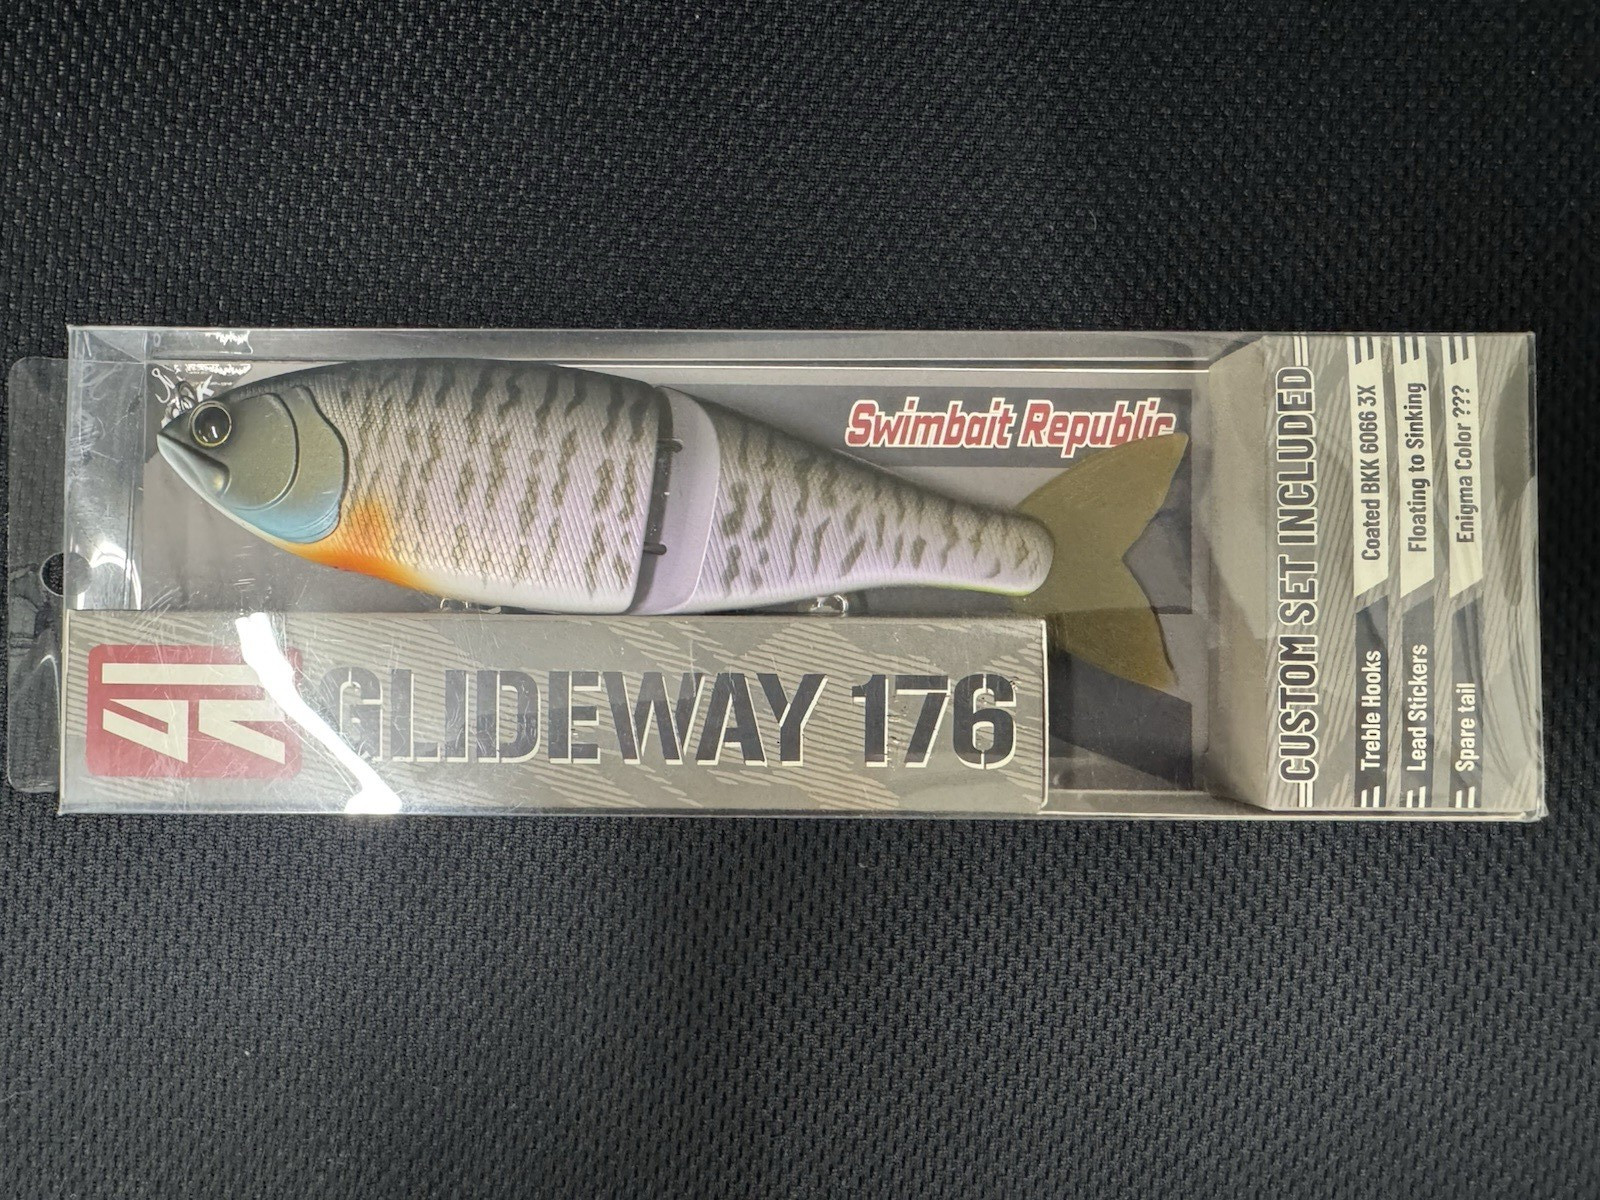 Swimbait Republic
GLIDEWAY 176
CUSTOM SET INCLUDED
Treble Hooks Coated BKK 6066 3X
Lead Stickers Floating to Sinking
Spare tail Enigma Color ???